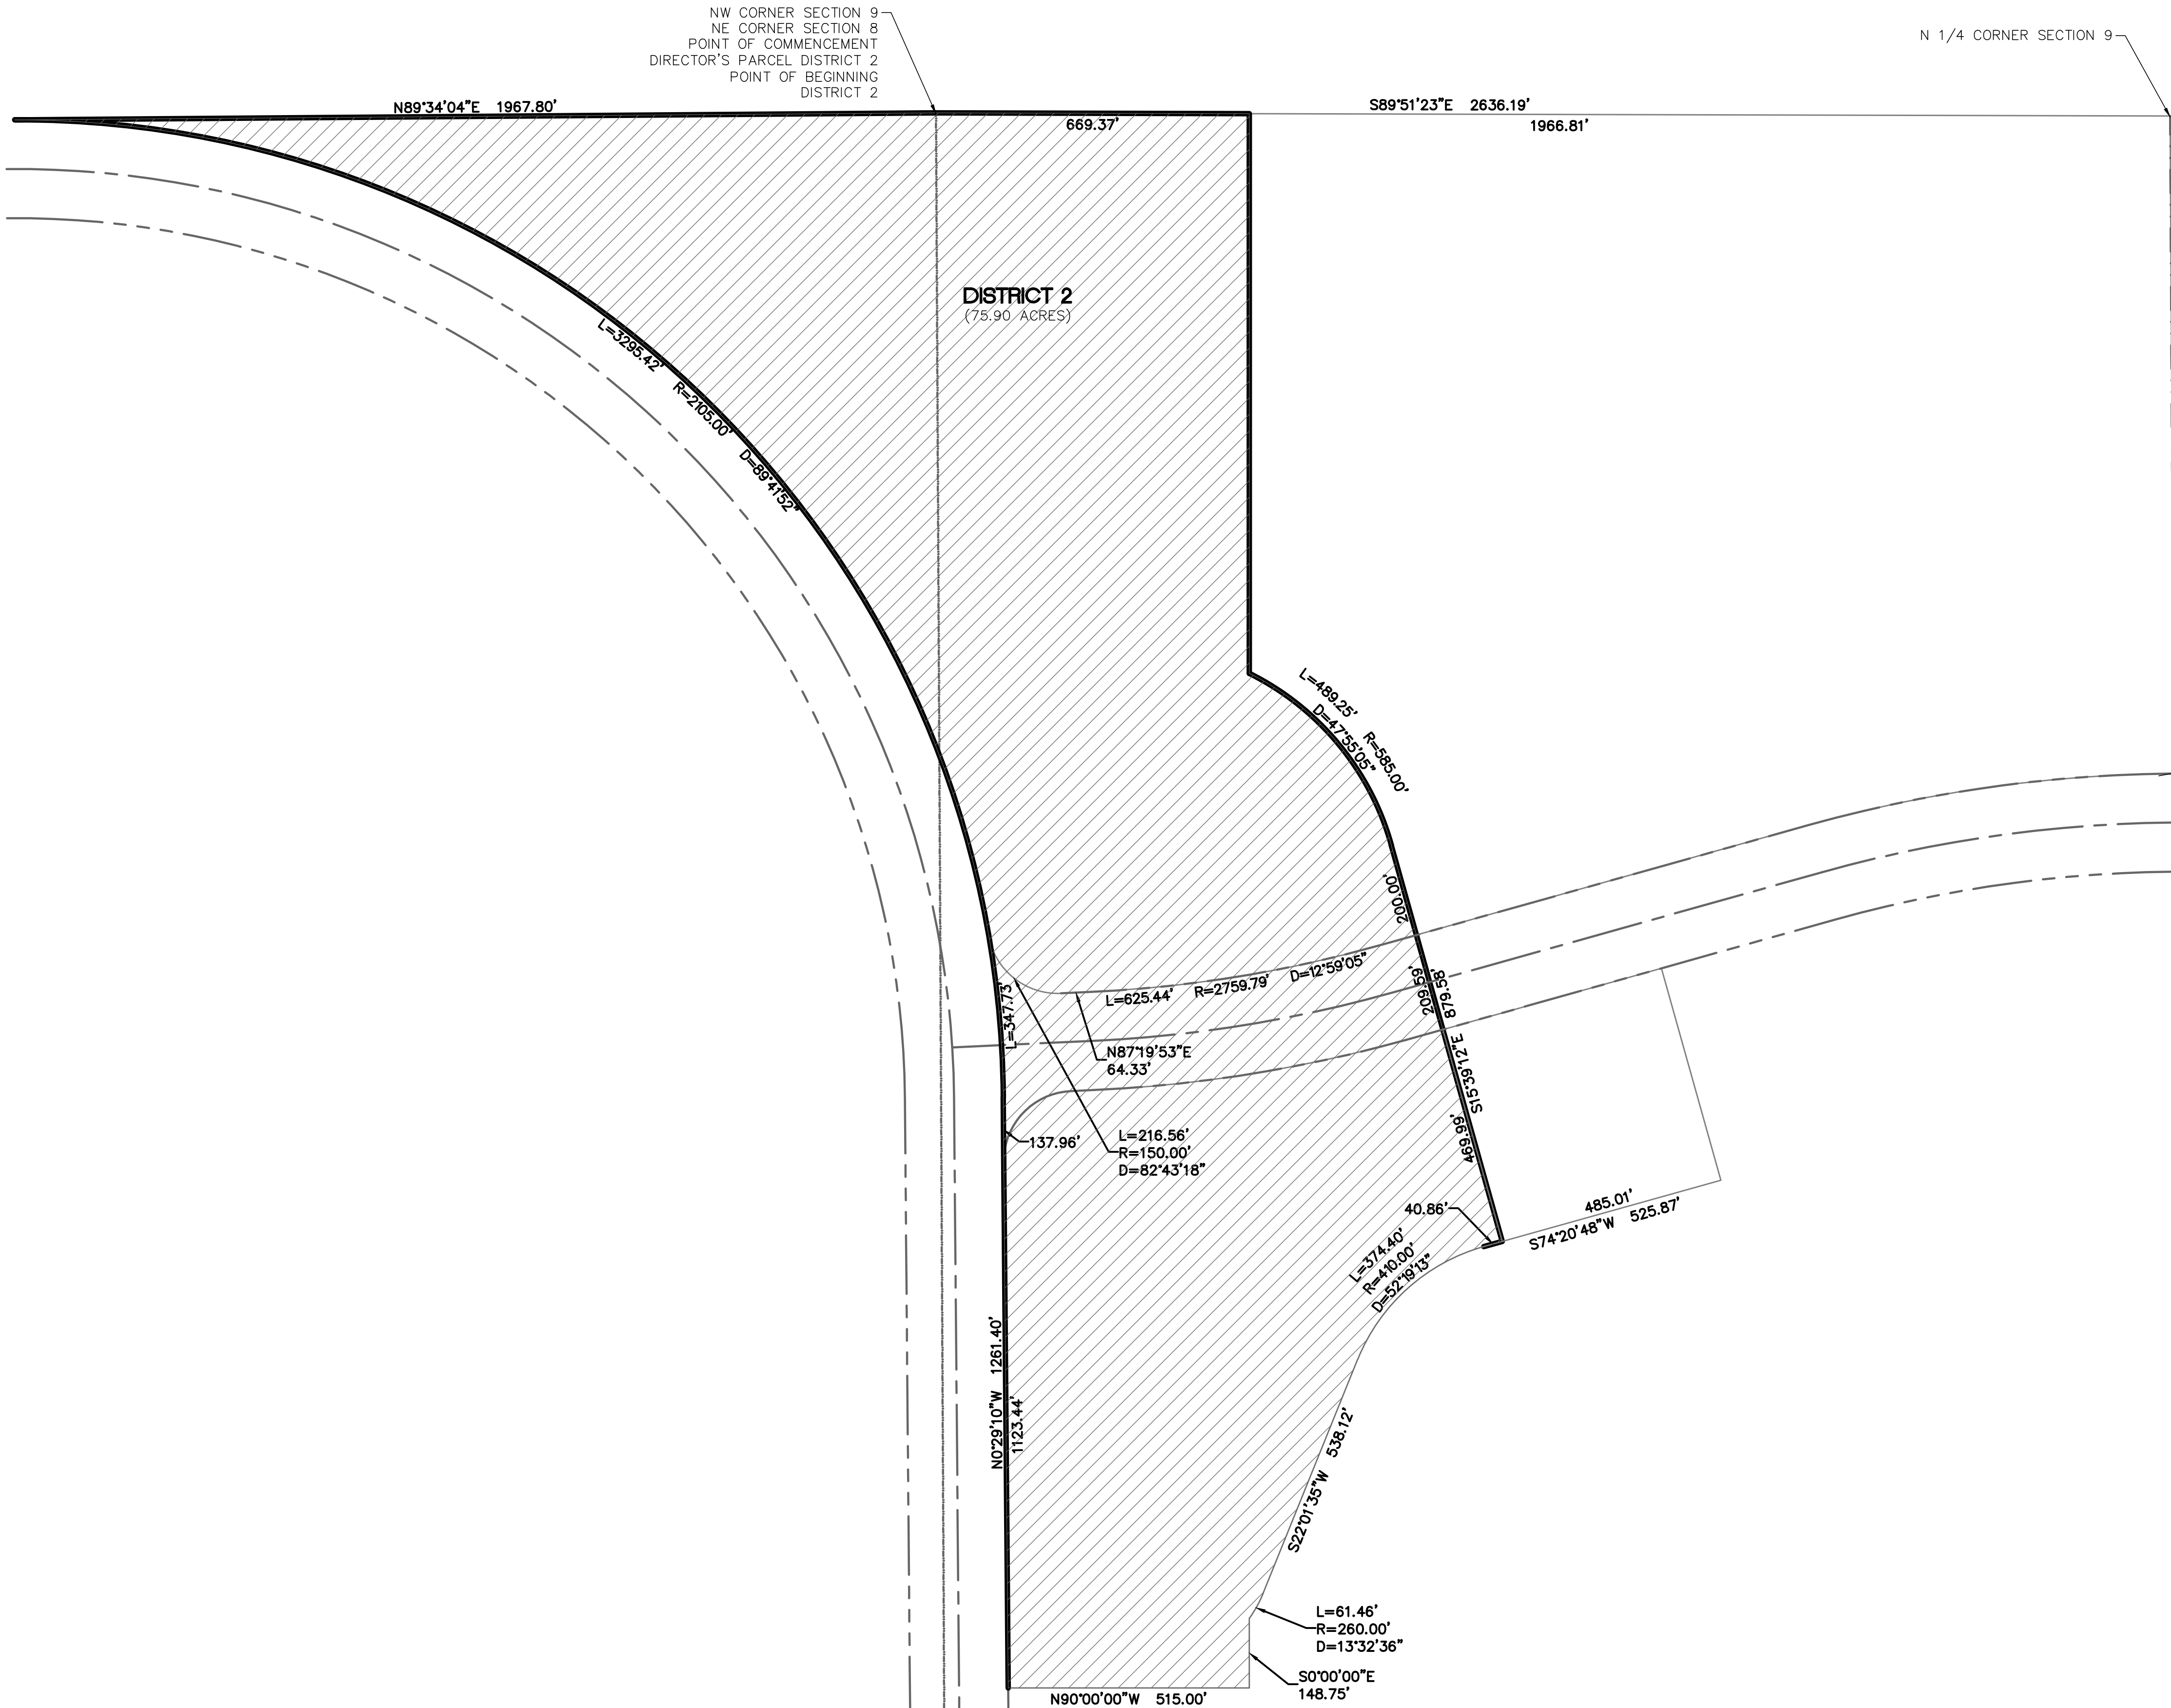 NW CORNER SECTION 9
NE CORNER SECTION 8
POINT OF COMMENCEMENT
DIRECTOR'S PARCEL DISTRICT 2
POINT OF BEGINNING
DISTRICT 2
N 1/4 CORNER SECTION 9
N89°34'04"E 1967.80'
669.37'
S89°51'23"E 2636.19'
1966.81'
DISTRICT 2
(75.90 ACRES)
L=3295.42' R=2105.00' D=89°41'52"
L=489.25' R=585.00'
D=47°55'05"
200.00'
209.59'
879.58'
S15°39'12"E
469.99'
L=625.44' R=2759.79' D=12°59'05"
L=347.73'
N87°19'53"E
64.33'
137.96'
L=216.56'
R=150.00'
D=82°43'18"
40.86'
485.01'
S74°20'48"W 525.87'
L=374.40'
R=410.00'
D=52°19'13"
N0°29'10"W 1261.40'
1123.44'
S22°01'35"W 538.12'
L=61.46'
R=260.00'
D=13°32'36"
S0°00'00"E
148.75'
N90°00'00"W 515.00'